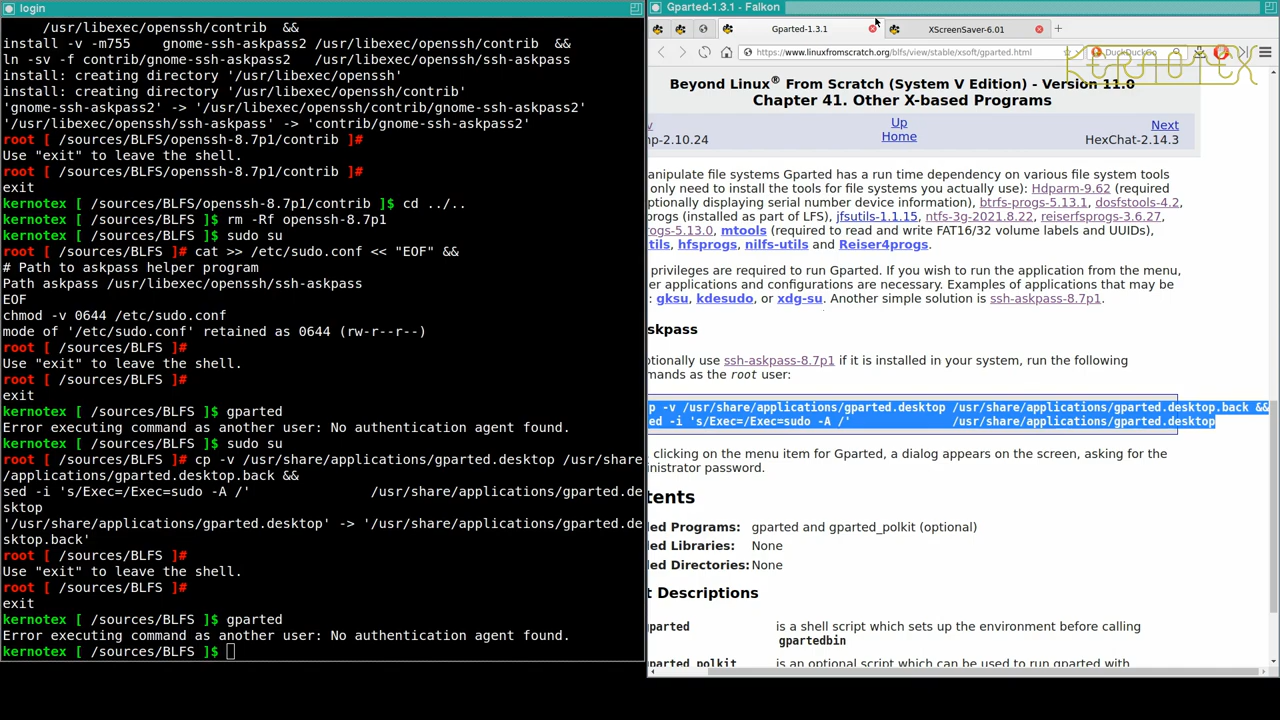 login
/usr/libexec/openssh/contrib  &&
install -v -m755    gnome-ssh-askpass2 /usr/libexec/openssh/contrib  &&
ln -sv -f contrib/gnome-ssh-askpass2   /usr/libexec/openssh/ssh-askpass
install: creating directory '/usr/libexec/openssh'
install: creating directory '/usr/libexec/openssh/contrib'
'gnome-ssh-askpass2' -> '/usr/libexec/openssh/contrib/gnome-ssh-askpass2'
'/usr/libexec/openssh/ssh-askpass' -> 'contrib/gnome-ssh-askpass2'
root [ /sources/BLFS/openssh-8.7p1/contrib ]#
Use "exit" to leave the shell.
root [ /sources/BLFS/openssh-8.7p1/contrib ]#
exit
kernotex [ /sources/BLFS/openssh-8.7p1/contrib ]$ cd ../..
kernotex [ /sources/BLFS ]$ rm -Rf openssh-8.7p1
kernotex [ /sources/BLFS ]$ sudo su
root [ /sources/BLFS ]# cat >> /etc/sudo.conf << "EOF" &&
# Path to askpass helper program
Path askpass /usr/libexec/openssh/ssh-askpass
EOF
chmod -v 0644 /etc/sudo.conf
mode of '/etc/sudo.conf' retained as 0644 (rw-r--r--)
root [ /sources/BLFS ]#
Use "exit" to leave the shell.
root [ /sources/BLFS ]#
exit
kernotex [ /sources/BLFS ]$ gparted
Error executing command as another user: No authentication agent found.
kernotex [ /sources/BLFS ]$ sudo su
root [ /sources/BLFS ]# cp -v /usr/share/applications/gparted.desktop /usr/share
/applications/gparted.desktop.back &&
sed -i 's/Exec=/Exec=sudo -A /'               /usr/share/applications/gparted.de
sktop
'/usr/share/applications/gparted.desktop' -> '/usr/share/applications/gparted.de
sktop.back'
root [ /sources/BLFS ]#
Use "exit" to leave the shell.
root [ /sources/BLFS ]#
exit
kernotex [ /sources/BLFS ]$ gparted
Error executing command as another user: No authentication agent found.
kernotex [ /sources/BLFS ]$
Gparted-1.3.1 - Falkon
Gparted-1.3.1
XScreenSaver-6.01
https://www.linuxfromscratch.org/blfs/view/stable/xsoft/gparted.html
DuckDuckGo
KERNOTEX
Beyond Linux® From Scratch (System V Edition) - Version 11.0
Chapter 41. Other X-based Programs
v
mp-2.10.24
Up
Home
Next
HexChat-2.14.3
anipulate file systems Gparted has a run time dependency on various file system tools
only need to install the tools for file systems you actually use): Hdparm-9.62 (required
ptionally displaying serial number device information), btrfs-progs-5.13.1, dosfstools-4.2,
progs (installed as part of LFS), jfsutils-1.1.15, ntfs-3g-2021.8.22, reiserfsprogs-3.6.27,
ogs-5.13.0, mtools (required to read and write FAT16/32 volume labels and UUIDs),
tils, hfsprogs, nilfs-utils and Reiser4progs.
privileges are required to run Gparted. If you wish to run the application from the menu,
er applications and configurations are necessary. Examples of applications that may be
: gksu, kdesudo, or xdg-su. Another simple solution is ssh-askpass-8.7p1.
skpass
tionally use ssh-askpass-8.7p1 if it is installed in your system, run the following
mands as the root user:
p -v /usr/share/applications/gparted.desktop /usr/share/applications/gparted.desktop.back &&
ed -i 's/Exec=/Exec=sudo -A /'               /usr/share/applications/gparted.desktop
clicking on the menu item for Gparted, a dialog appears on the screen, asking for the
inistrator password.
tents
led Programs: gparted and gparted_polkit (optional)
led Libraries: None
led Directories: None
t Descriptions
parted is a shell script which sets up the environment before calling
gpartedbin
parted_polkit is an optional script which can be used to run gparted with